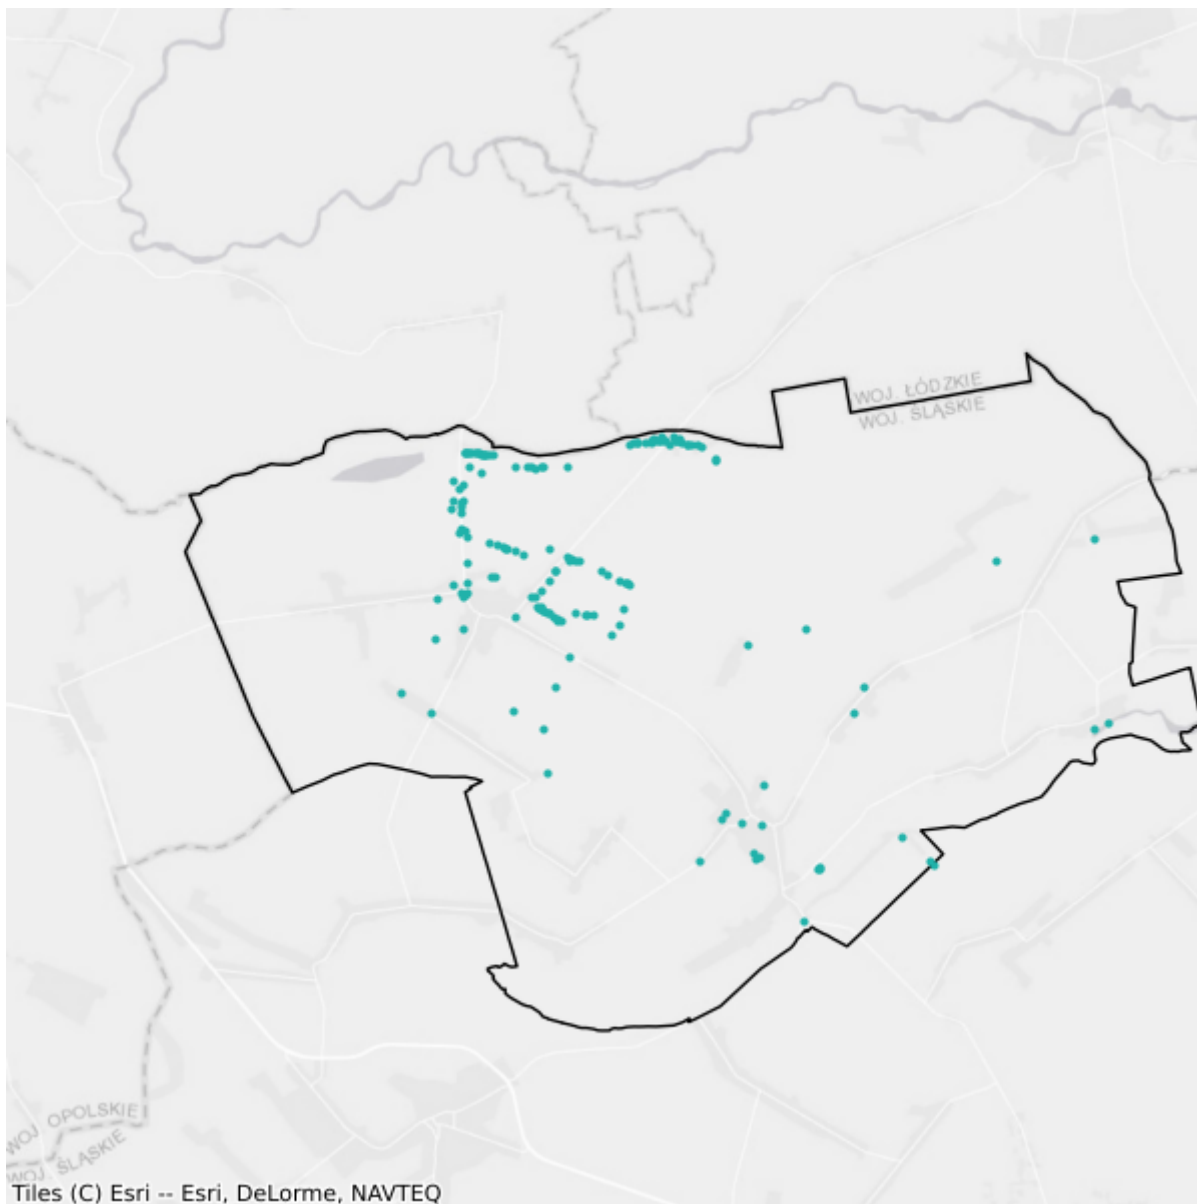 WOJ. ŁÓDZKIE
WOJ. ŚLĄSKIE
WOJ. OPOLSKIE
WOJ. ŚLĄSKIE
Tiles (C) Esri -- Esri, DeLorme, NAVTEQ